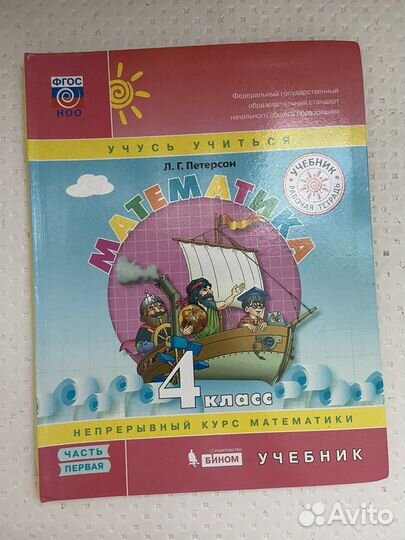 ФГОС
НОО
Федеральный государственный
образовательный стандарт
начального общего образования
УЧУСЬ УЧИТЬСЯ
Л. Г. Петерсон
УЧЕБНИК
РАБОЧАЯ ТЕТРАДЬ
МАТЕМАТИКА
4 КЛАСС
НЕПРЕРЫВНЫЙ КУРС МАТЕМАТИКИ
ЧАСТЬ
ПЕРВАЯ
ИЗДАТЕЛЬСТВО
БИНОМ
УЧЕБНИК
Avito